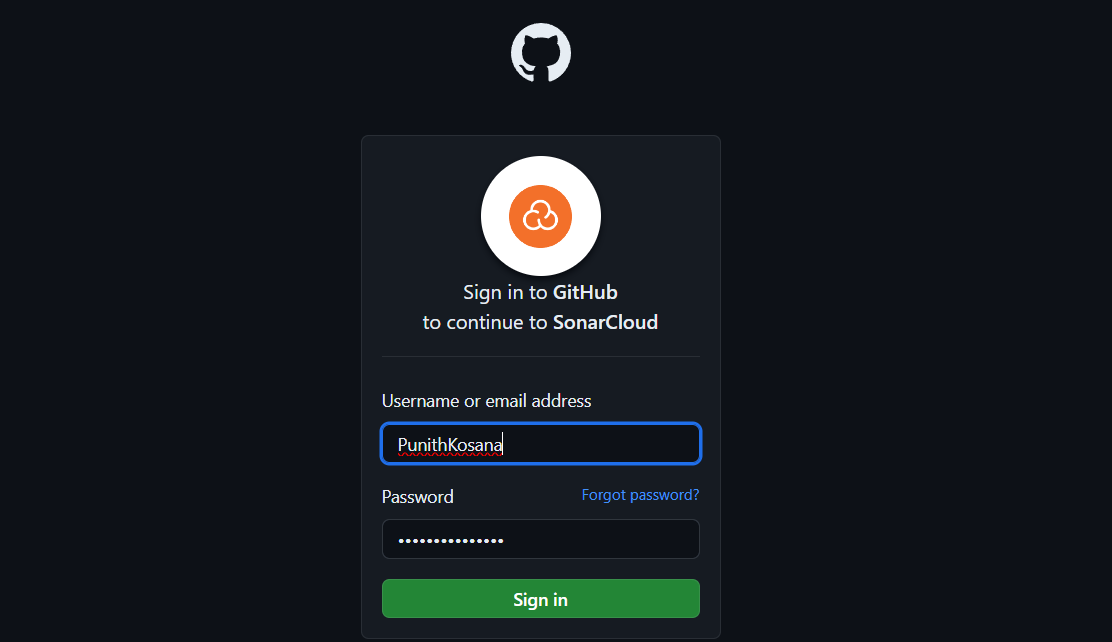 Sign in to GitHub
to continue to SonarCloud
Username or email address
PunithKosana
Password Forgot password?
•••••••••••••••
Sign in